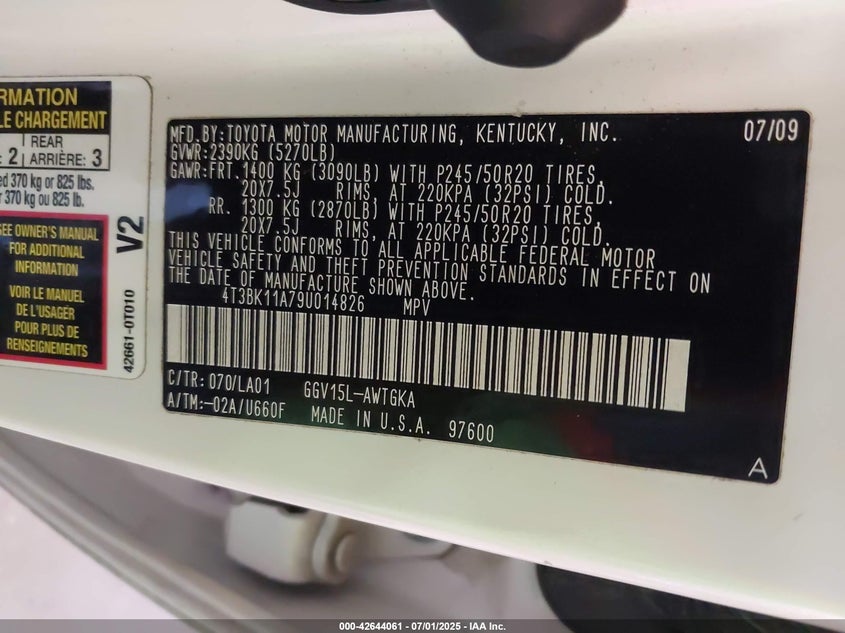 RMATION
LE CHARGEMENT
2
REAR
ARRIÈRE: 3
ed 370 kg or 825 lbs.
r 370 kg ou 825 lb.
SEE OWNER'S MANUAL
FOR ADDITIONAL
INFORMATION
VOIR LE MANUEL
DE L'USAGER
POUR PLUS DE
RENSEIGNEMENTS
V2
42661-0T010
MFD.BY:TOYOTA MOTOR MANUFACTURING, KENTUCKY, INC. 07/09
GVWR:2390KG (5270LB)
GAWR:FRT. 1400 KG (3090LB) WITH P245/50R20 TIRES,
20X7.5J RIMS, AT 220KPA (32PSI) COLD.
RR. 1300 KG (2870LB) WITH P245/50R20 TIRES,
20X7.5J RIMS, AT 220KPA (32PSI) COLD.
THIS VEHICLE CONFORMS TO ALL APPLICABLE FEDERAL MOTOR
VEHICLE SAFETY AND THEFT PREVENTION STANDARDS IN EFFECT ON
THE DATE OF MANUFACTURE SHOWN ABOVE.
4T3BK11A79U014826 MPV
C/TR: 070/LA01 GGV15L-AWTGKA
A/TM:-02A/U660F MADE IN U.S.A. 97600
A
000-42644061 - 07/01/2025 - IAA Inc.